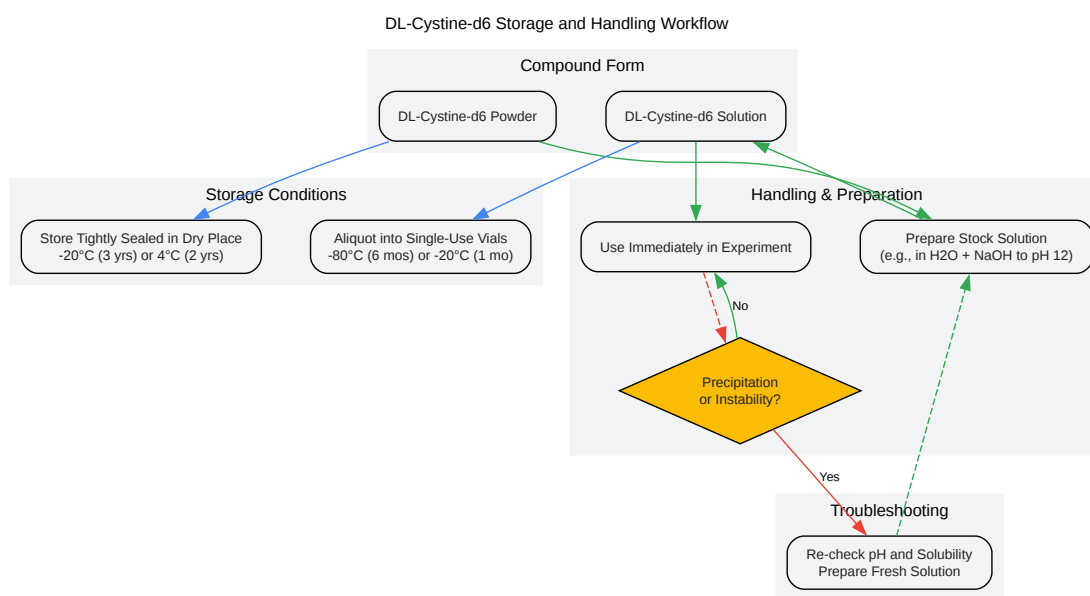 DL-Cystine-d6 Storage and Handling Workflow
Compound Form
DL-Cystine-d6 Powder
DL-Cystine-d6 Solution
Storage Conditions
Store Tightly Sealed in Dry Place
-20°C (3 yrs) or 4°C (2 yrs)
Aliquot into Single-Use Vials
-80°C (6 mos) or -20°C (1 mo)
Handling & Preparation
Use Immediately in Experiment
Prepare Stock Solution
(e.g., in H2O + NaOH to pH 12)
No
Precipitation
or Instability?
Yes
Troubleshooting
Re-check pH and Solubility
Prepare Fresh Solution